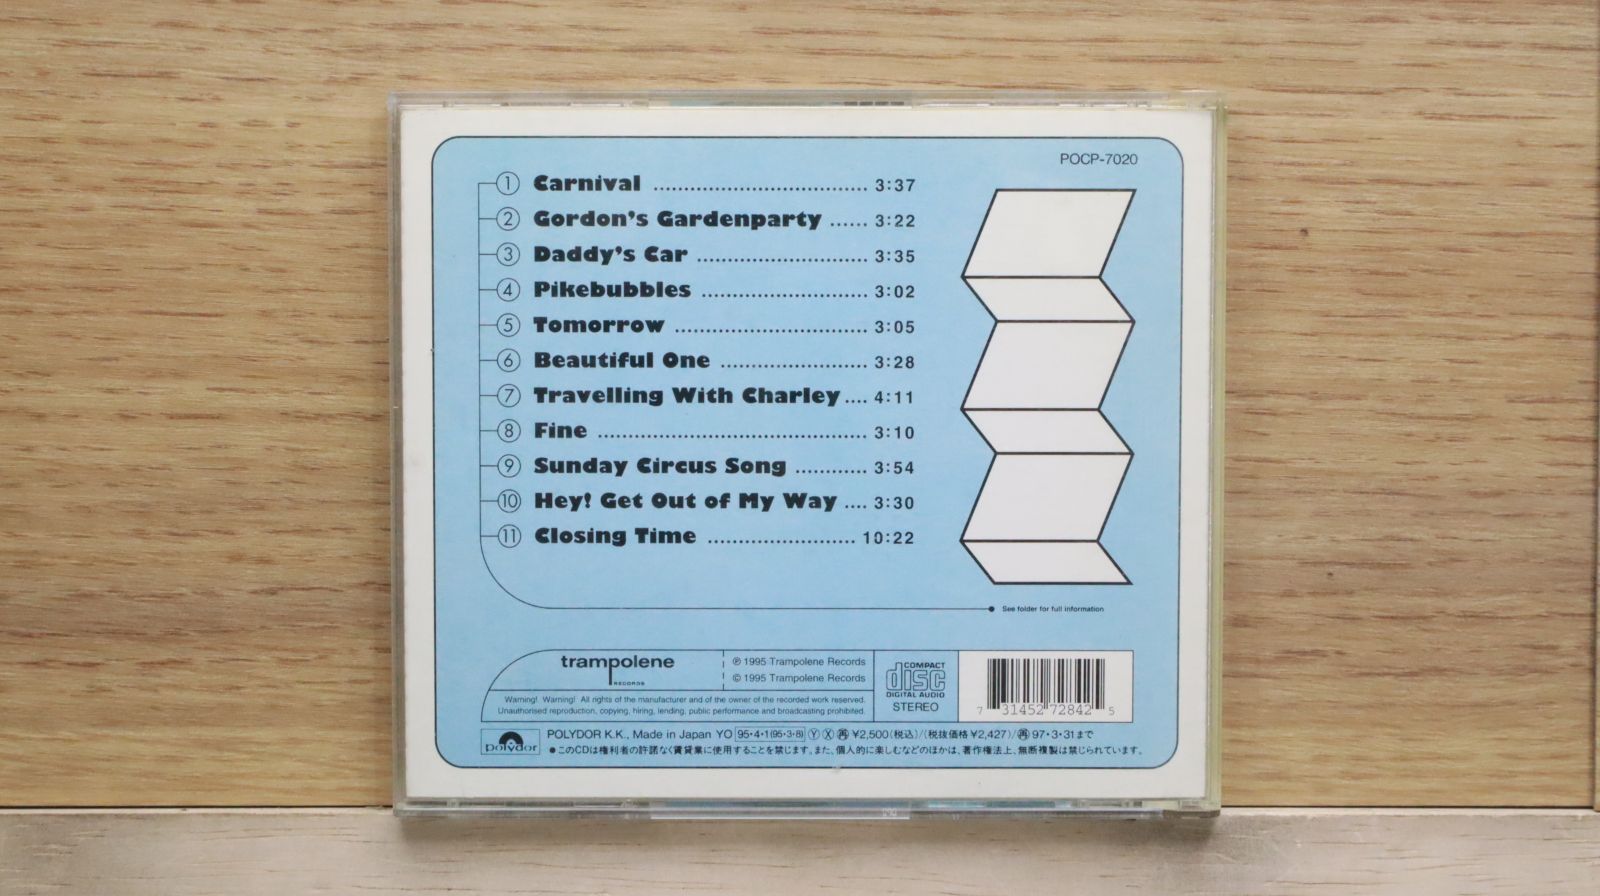 POCP-7020
1 Carnival ................................ 3:37
2 Gordon's Gardenparty ...... 3:22
3 Daddy's Car .......................... 3:35
4 Pikebubbles ......................... 3:02
5 Tomorrow ............................. 3:05
6 Beautiful One ...................... 3:28
7 Travelling With Charley .... 4:11
8 Fine ......................................... 3:10
9 Sunday Circus Song ........... 3:54
10 Hey! Get Out of My Way .... 3:30
11 Closing Time ...................... 10:22
See folder for full information
trampolene
RECORDS
℗ 1995 Trampolene Records
© 1995 Trampolene Records
Warning! Warning! All rights of the manufacturer and of the owner of the recorded work reserved.
Unauthorised reproduction, copying, hiring, lending, public performance and broadcasting prohibited.
COMPACT
disc
DIGITAL AUDIO
STEREO
7 31452 72842 5
polydor
POLYDOR K.K., Made in Japan YO 95・4・1(95・3・8) Ⓨ Ⓧ ㊢ ¥2,500(税込)/(税抜価格 ¥2,427)/㊢ 97・3・31まで
●このCDは権利者の許諾なく賃貸業に使用することを禁じます。また、個人的に楽しむなどのほかは、著作権法上、無断複製は禁じられています。